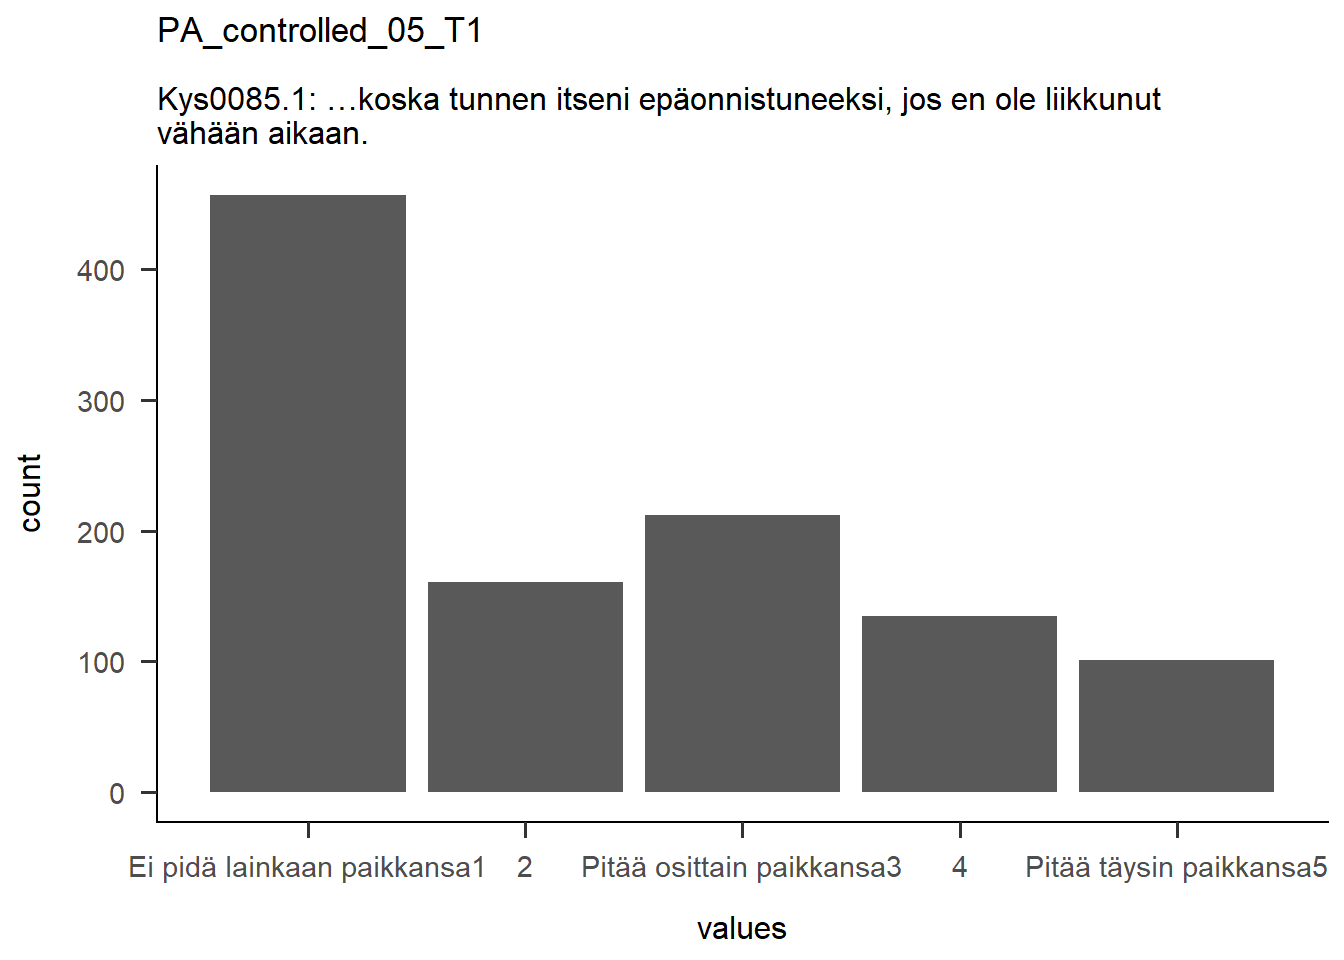 PA_controlled_05_T1
Kys0085.1: …koska tunnen itseni epäonnistuneeksi, jos en ole liikkunut
vähään aikaan.
400
300
200
100
0
count
Ei pidä lainkaan paikkansa1
2
Pitää osittain paikkansa3
4
Pitää täysin paikkansa5
values